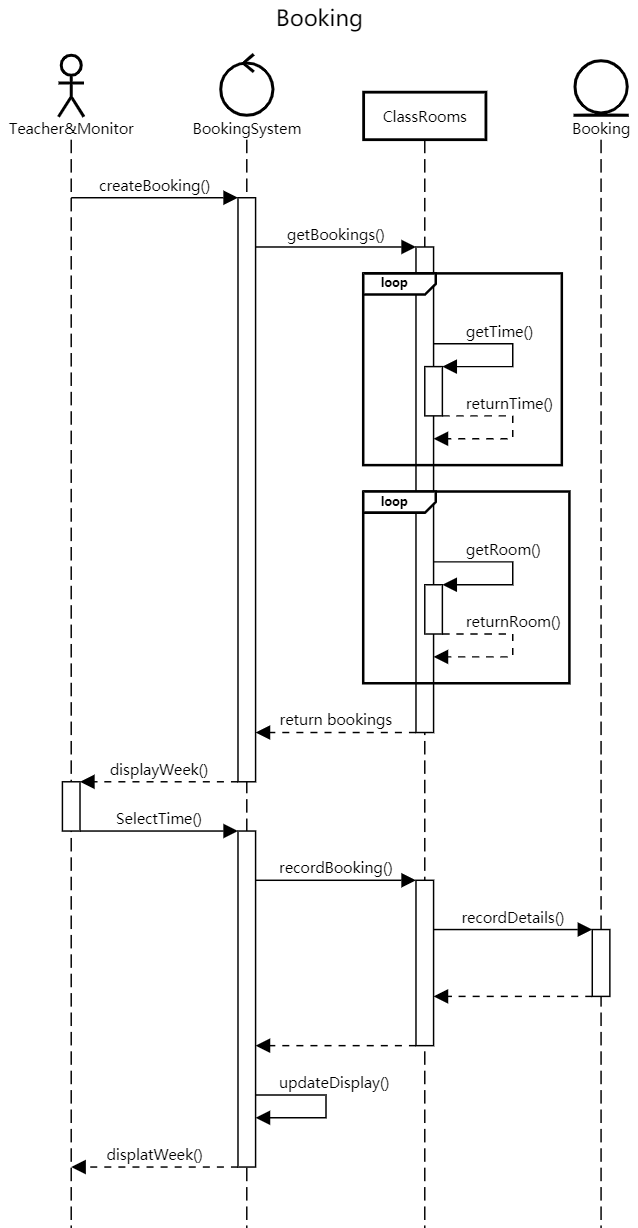 Booking
Teacher&Monitor
BookingSystem
ClassRooms
Booking
createBooking()
getBookings()
loop
getTime()
returnTime()
loop
getRoom()
returnRoom()
return bookings
displayWeek()
SelectTime()
recordBooking()
recordDetails()
updateDisplay()
displatWeek()